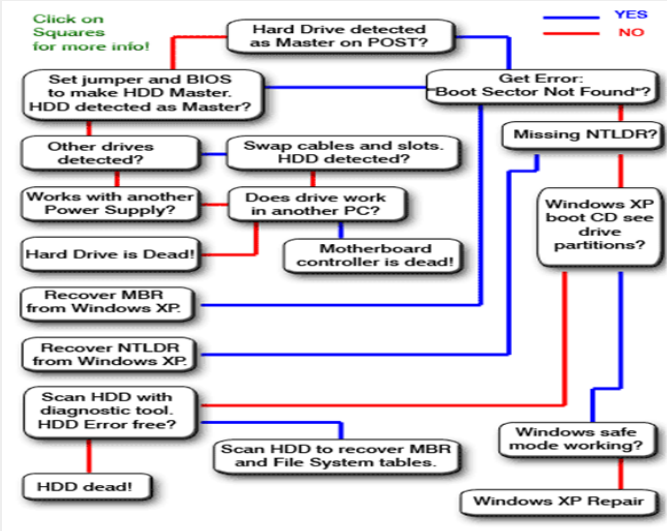 Click on
Squares
for more info!
YES
NO
Hard Drive detected
as Master on POST?
Set jumper and BIOS
to make HDD Master.
HDD detected as Master?
Get Error:
"Boot Sector Not Found"?
Missing NTLDR?
Other drives
detected?
Swap cables and slots.
HDD detected?
Works with another
Power Supply?
Does drive work
in another PC?
Windows XP
boot CD see
drive
partitions?
Hard Drive is Dead!
Motherboard
controller is dead!
Recover MBR
from Windows XP.
Recover NTLDR
from Windows XP.
Scan HDD with
diagnostic tool.
HDD Error free?
Scan HDD to recover MBR
and File System tables.
Windows safe
mode working?
HDD dead!
Windows XP Repair